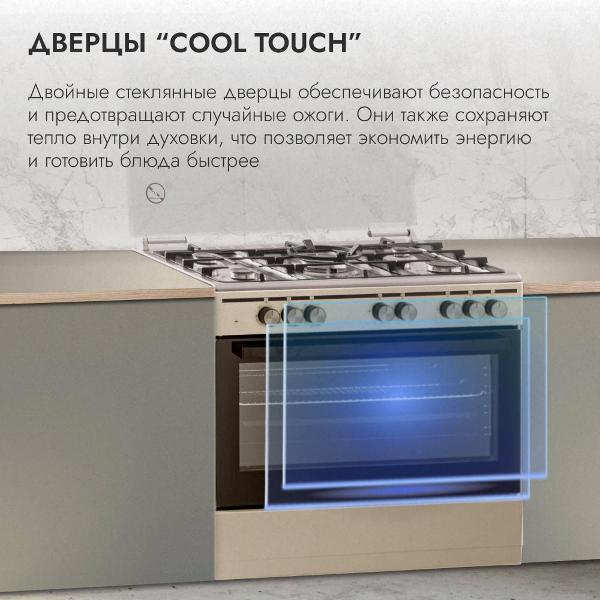 ДВЕРЦЫ “COOL TOUCH”
Двойные стеклянные дверцы обеспечивают безопасность
и предотвращают случайные ожоги. Они также сохраняют
тепло внутри духовки, что позволяет экономить энергию
и готовить блюда быстрее